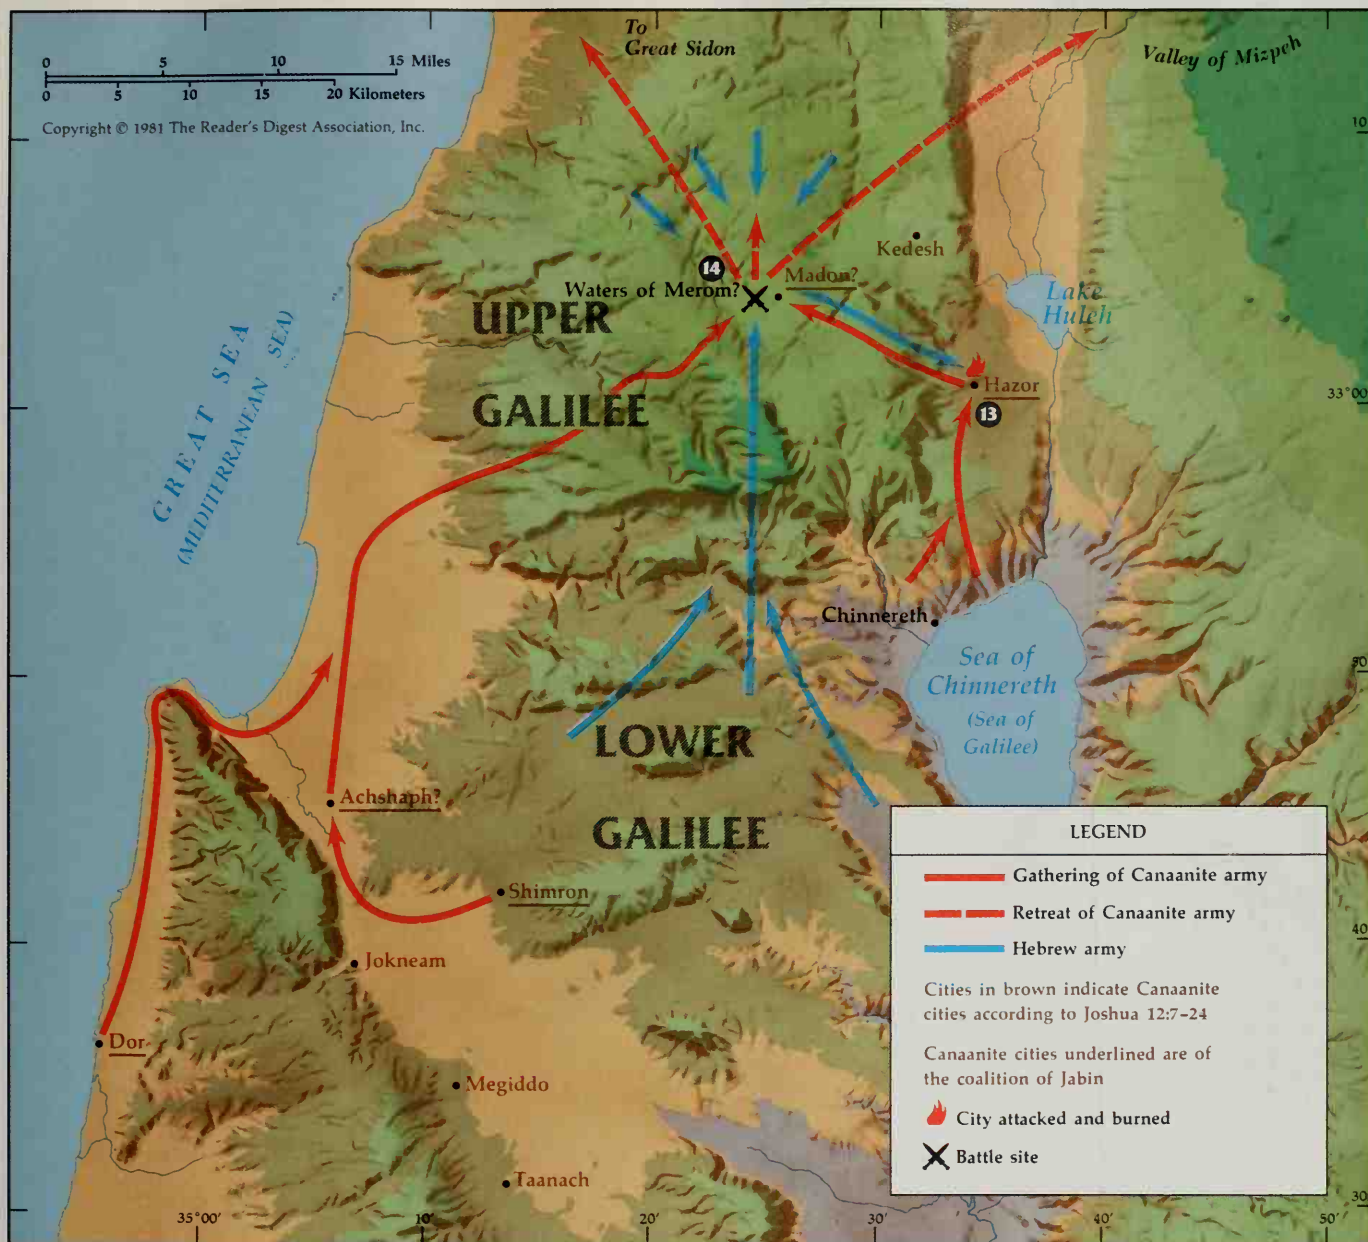 0 5 10 15 Miles
0 5 10 15 20 Kilometers
Copyright © 1981 The Reader's Digest Association, Inc.
To
Great Sidon
Valley of Mizpeh
10
Kedesh
14
Waters of Merom?
Madon?
Lake
Huleh
UPPER
GALILEE
Hazor
13
33°00'
GREAT SEA
(MEDITERRANEAN SEA)
Chinnereth
Sea of
Chinnereth
(Sea of
Galilee)
50
LOWER
GALILEE
Achshaph?
Shimron
Jokneam
Dor
Megiddo
Taanach
LEGEND
Gathering of Canaanite army
Retreat of Canaanite army
Hebrew army
Cities in brown indicate Canaanite
cities according to Joshua 12:7–24
Canaanite cities underlined are of
the coalition of Jabin
City attacked and burned
Battle site
40
30
35°00' 10' 20' 30' 40' 50'